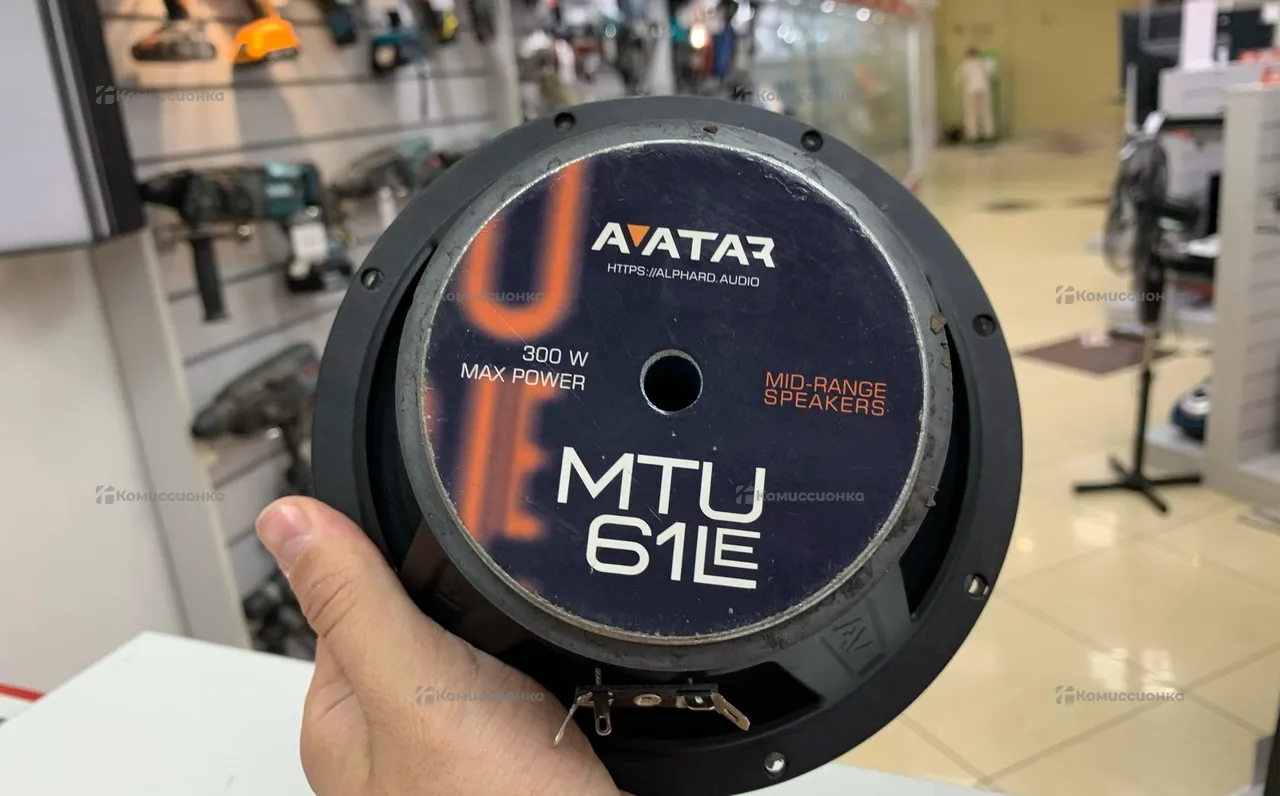 AVATAR
HTTPS://ALPHARD.AUDIO
300 W
MAX POWER
MID-RANGE
SPEAKERS
MTU
61LE
Комиссионка
Комиссионка
Комиссионка
Комиссионка
Комиссионка
Комиссионка
Комиссионка
Комиссионка